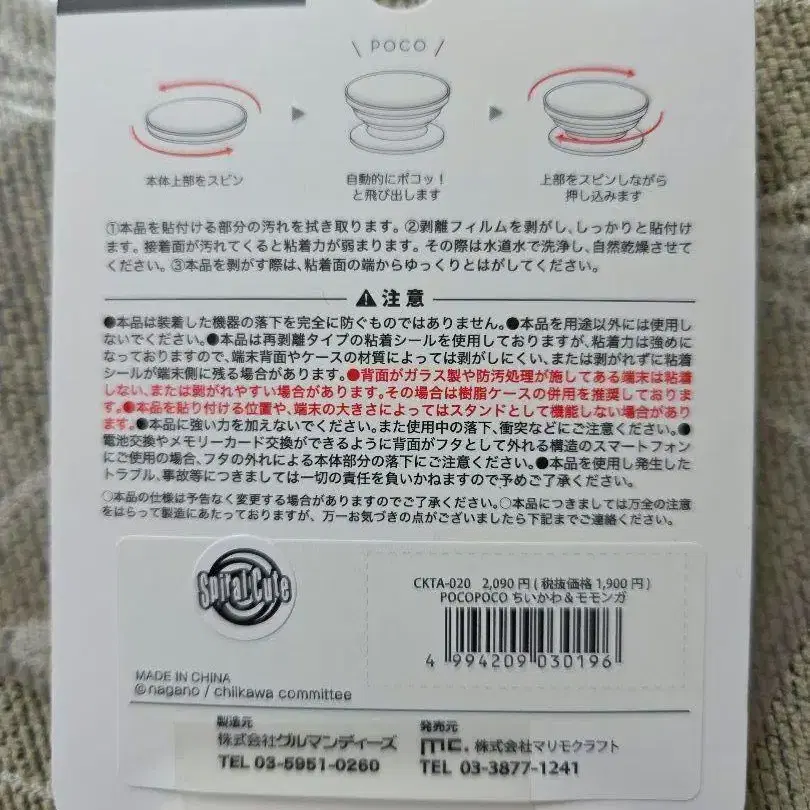 \ POCO /
本体上部をスピン
自動的にポコッ!
と飛び出します
上部をスピンしながら
押し込みます
①本品を貼付ける部分の汚れを拭き取ります。②剥離フィルムを剥がし、しっかりと貼付け
ます。接着面が汚れてくると粘着力が弱まります。その際は水道水で洗浄し、自然乾燥させて
ください。③本品を剥がす際は、粘着面の端からゆっくりとはがしてください。
⚠注意
●本品は装着した機器の落下を完全に防ぐものではありません。●本品を用途以外には使用し
ないでください。●本品は再剥離タイプの粘着シールを使用しておりますが、粘着力は強めに
なっておりますので、端末背面やケースの材質によっては剥がしにくい、または剥がれずに粘着
シールが端末側に残る場合があります。●背面がガラス製や防汚処理が施してある端末は粘着
しない、または剥がれやすい場合があります。その場合は樹脂ケースの併用を推奨しておりま
す。●本品を貼り付ける位置や、端末の大きさによってはスタンドとして機能しない場合があり
ます。●本品に強い力を加えないでください。また使用中の落下、衝突などにご注意ください。●
電池交換やメモリーカード交換ができるように背面がフタとして外れる構造のスマートフォン
にご使用の場合、フタの外れによる本体部分の落下にご注意ください。●本品を使用し発生した
トラブル、事故等につきましては一切の責任を負いかねますので予めご了承ください。
○本品の仕様は予告なく変更する場合がありますのでご了承ください。○本品につきましては万全の注意
をはらって製造にあたっておりますが、万一お気づきの点がございましたら下記までご連絡ください。
Spiral Cute
CKTA-020 2,090円(税抜価格1,900円)
POCOPOCO ちいかわ&モモンガ
4 994209 030196
MADE IN CHINA
©nagano / chiikawa committee
製造元
株式会社グルマンディーズ
TEL 03-5951-0260
発売元
mc. 株式会社マリモクラフト
TEL 03-3877-1241